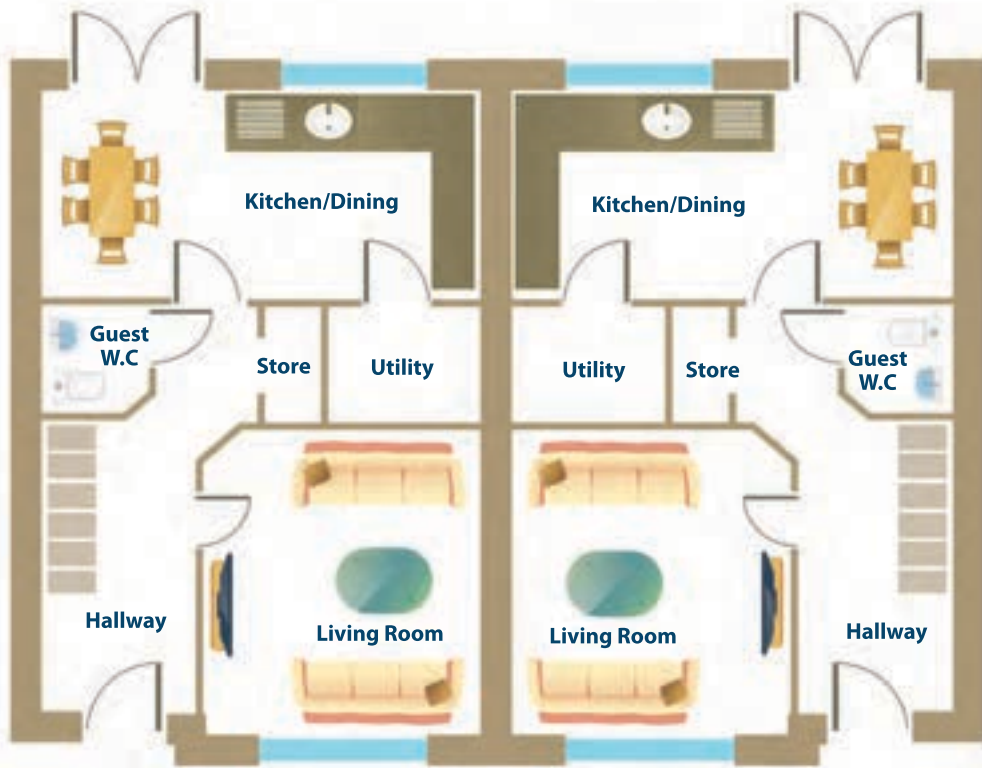 Kitchen/Dining
Kitchen/Dining
Guest
W.C
Store
Utility
Utility
Store
Guest
W.C
Hallway
Living Room
Living Room
Hallway